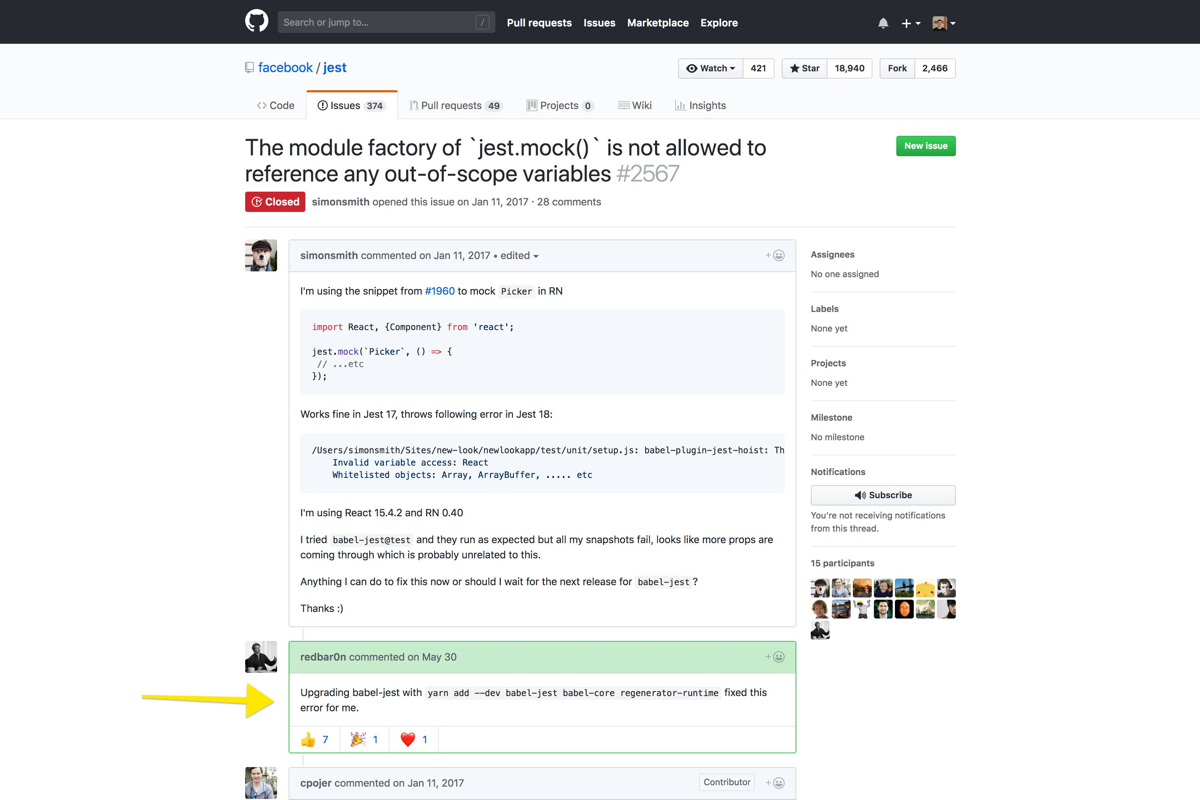 Search or jump to... / Pull requests Issues Marketplace Explore
facebook / jest Watch 421 Star 18,940 Fork 2,466
Code Issues 374 Pull requests 49 Projects 0 Wiki Insights
The module factory of `jest.mock()` is not allowed to
reference any out-of-scope variables #2567
New issue
Closed simonsmith opened this issue on Jan 11, 2017 · 28 comments
simonsmith commented on Jan 11, 2017 • edited
I'm using the snippet from #1960 to mock Picker in RN
import React, {Component} from 'react';
jest.mock(`Picker`, () => {
// ...etc
});
Works fine in Jest 17, throws following error in Jest 18:
/Users/simonsmith/Sites/new-look/newlookapp/test/unit/setup.js: babel-plugin-jest-hoist: Th
Invalid variable access: React
Whitelisted objects: Array, ArrayBuffer, ..... etc
I'm using React 15.4.2 and RN 0.40
I tried babel-jest@test and they run as expected but all my snapshots fail, looks like more props are
coming through which is probably unrelated to this.
Anything I can do to fix this now or should I wait for the next release for babel-jest ?
Thanks :)
redbar0n commented on May 30
Upgrading babel-jest with yarn add --dev babel-jest babel-core regenerator-runtime fixed this
error for me.
7 1 1
cpojer commented on Jan 11, 2017 Contributor
Assignees
No one assigned
Labels
None yet
Projects
None yet
Milestone
No milestone
Notifications
Subscribe
You're not receiving notifications
from this thread.
15 participants